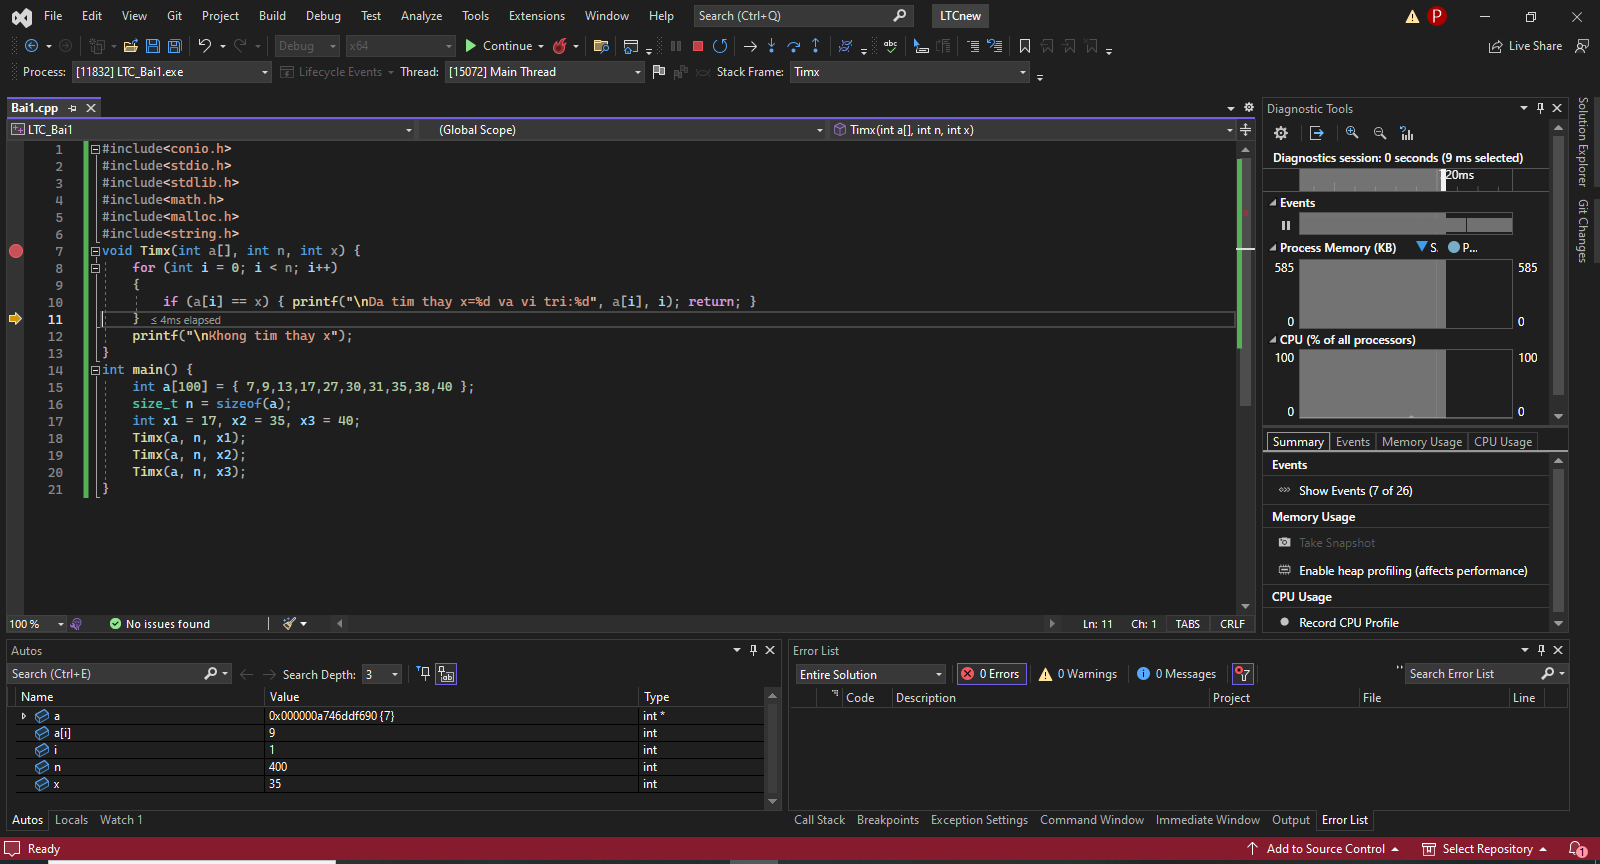 File Edit View Git Project Build Debug Test Analyze Tools Extensions Window Help Search (Ctrl+Q) LTCnew P
Debug x64 Continue Live Share
Process: [11832] LTC_Bai1.exe Lifecycle Events Thread: [15072] Main Thread Stack Frame: Timx
Bai1.cpp
LTC_Bai1 (Global Scope) Timx(int a[], int n, int x)
1 #include<conio.h>
2 #include<stdio.h>
3 #include<stdlib.h>
4 #include<math.h>
5 #include<malloc.h>
6 #include<string.h>
7 void Timx(int a[], int n, int x) {
8 for (int i = 0; i < n; i++)
9 {
10 if (a[i] == x) { printf("\nDa tim thay x=%d va vi tri:%d", a[i], i); return; }
11 } ≤ 4ms elapsed
12 printf("\nKhong tim thay x");
13 }
14 int main() {
15 int a[100] = { 7,9,13,17,27,30,31,35,38,40 };
16 size_t n = sizeof(a);
17 int x1 = 17, x2 = 35, x3 = 40;
18 Timx(a, n, x1);
19 Timx(a, n, x2);
20 Timx(a, n, x3);
21 }
100 % No issues found Ln: 11 Ch: 1 TABS CRLF
Diagnostic Tools
Diagnostics session: 0 seconds (9 ms selected)
120ms
Events
Process Memory (KB) S. P...
585 585
0 0
CPU (% of all processors)
100 100
0 0
Summary Events Memory Usage CPU Usage
Events
Show Events (7 of 26)
Memory Usage
Take Snapshot
Enable heap profiling (affects performance)
CPU Usage
Record CPU Profile
Solution Explorer
Git Changes
Autos
Search (Ctrl+E) Search Depth: 3
Name Value Type
a 0x000000a746ddf690 {7} int *
a[i] 9 int
i 1 int
n 400 int
x 35 int
Autos Locals Watch 1
Error List
Entire Solution 0 Errors 0 Warnings 0 Messages Search Error List
Code Description Project File Line
Call Stack Breakpoints Exception Settings Command Window Immediate Window Output Error List
Ready Add to Source Control Select Repository 1